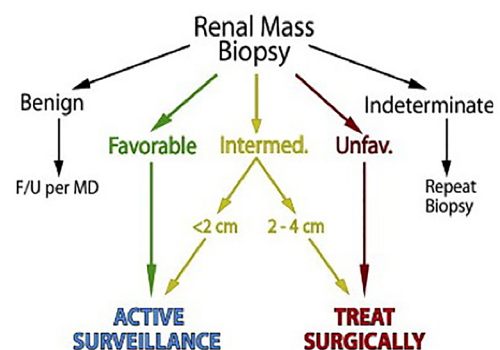 Renal Mass
Biopsy
Benign
Indeterminate
Favorable
Intermed.
Unfav.
F/U per MD
Repeat
Biopsy
<2 cm
2 - 4 cm
ACTIVE
SURVEILLANCE
TREAT
SURGICALLY